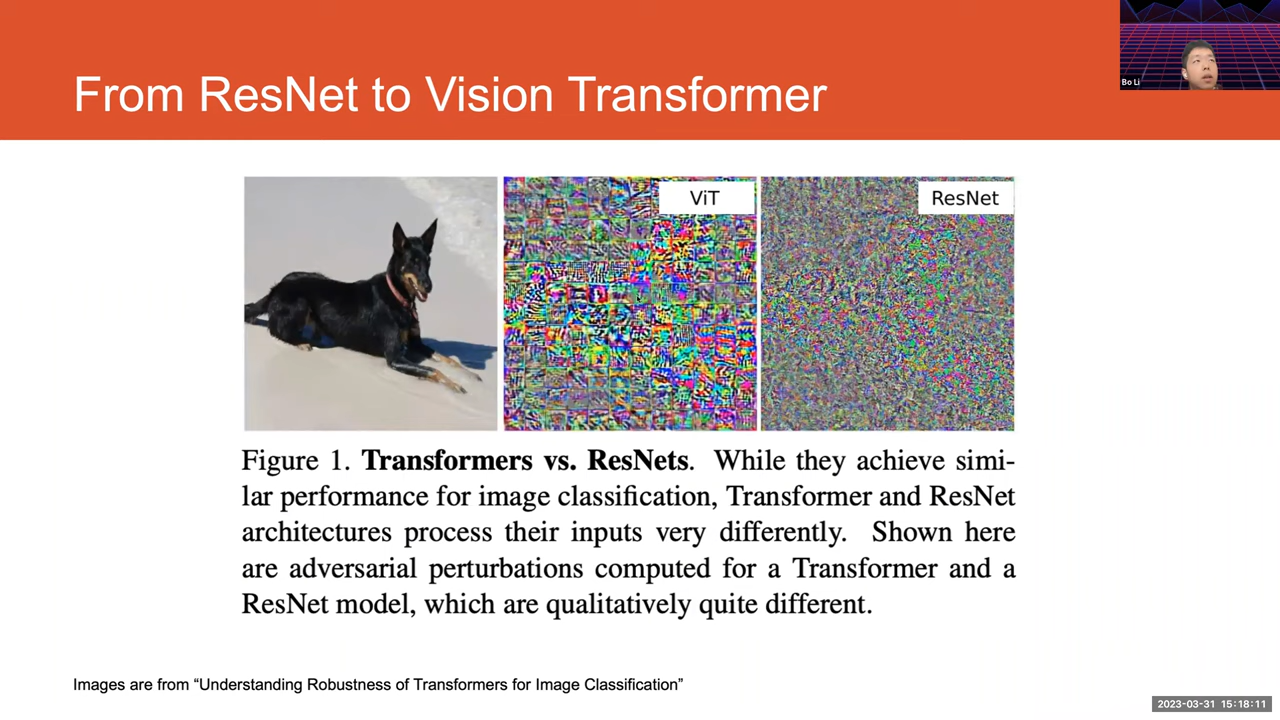 From ResNet to Vision Transformer
Bo Li
ViT
ResNet
Figure 1. Transformers vs. ResNets. While they achieve simi-
lar performance for image classification, Transformer and ResNet
architectures process their inputs very differently. Shown here
are adversarial perturbations computed for a Transformer and a
ResNet model, which are qualitatively quite different.
Images are from “Understanding Robustness of Transformers for Image Classification”
2023-03-31 15:18:11